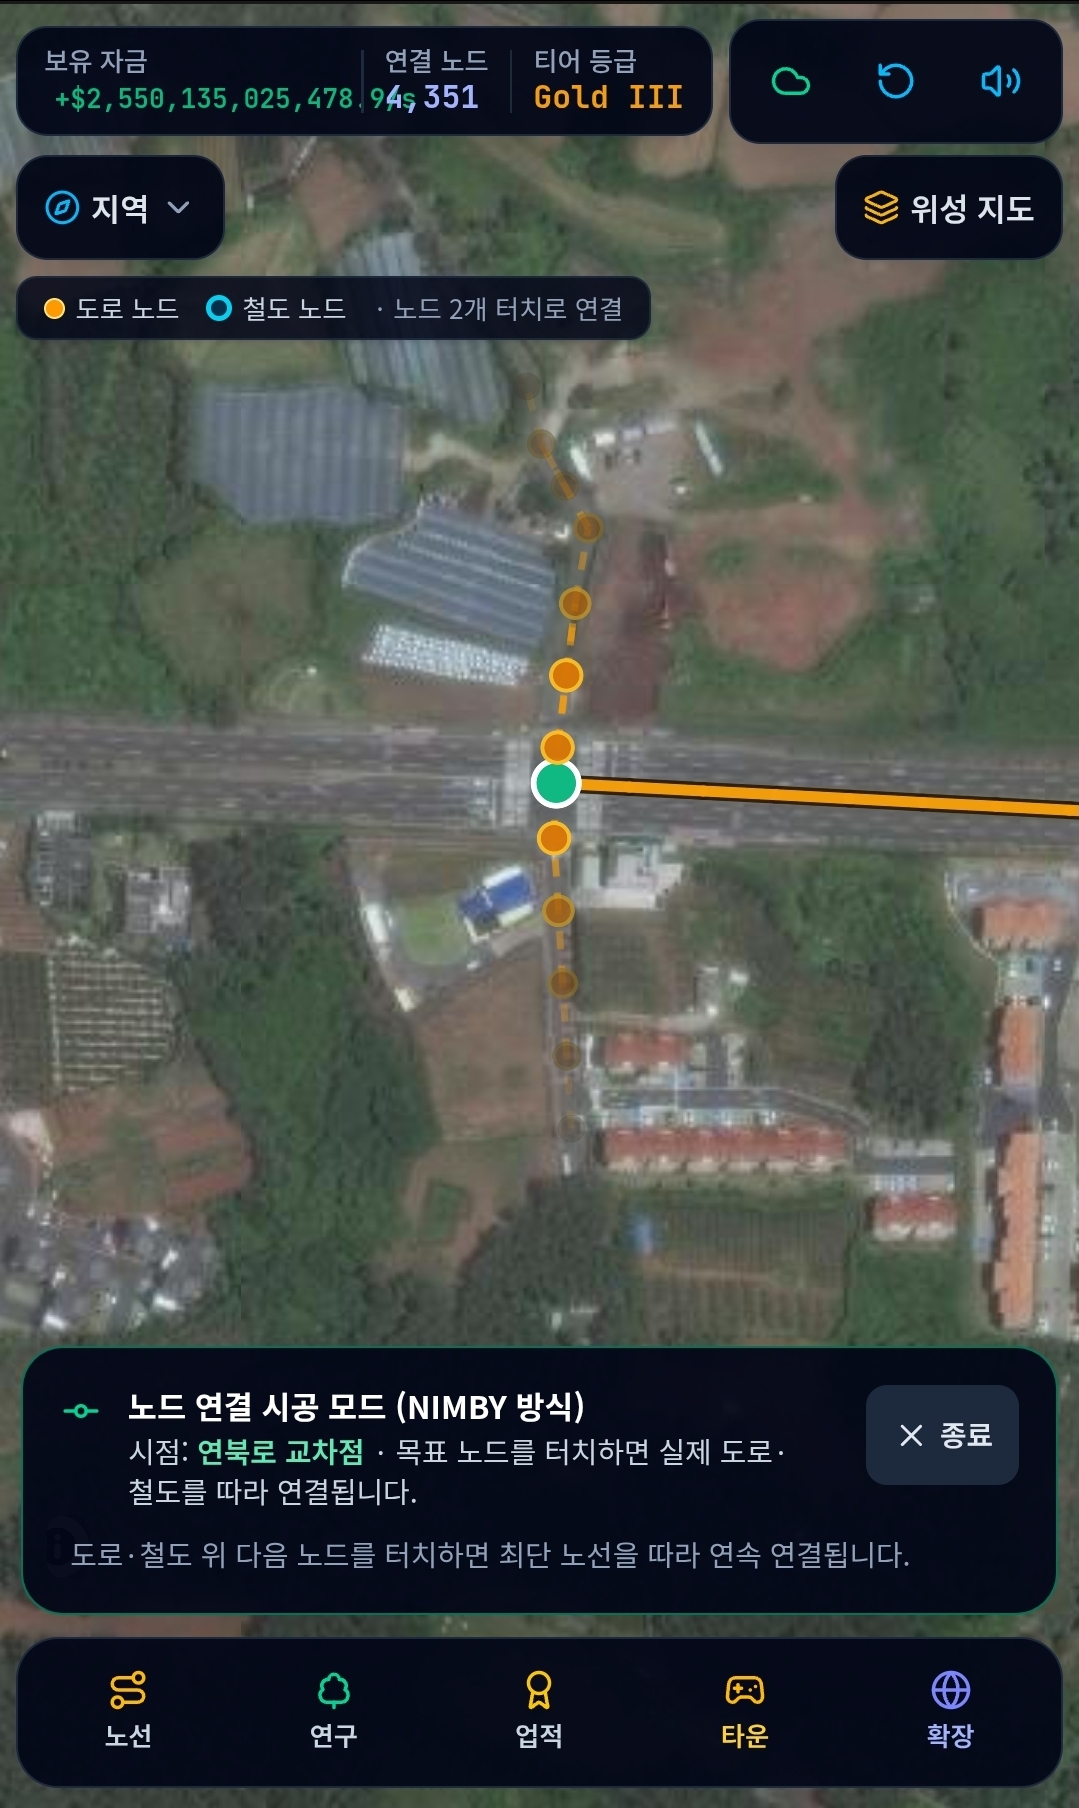 보유 자금
+$2,550,135,025,478.9/s
연결 노드
4,351
티어 등급
Gold III
지역
위성 지도
도로 노드 철도 노드 · 노드 2개 터치로 연결
노드 연결 시공 모드 (NIMBY 방식)
시점: 연북로 교차점 · 목표 노드를 터치하면 실제 도로·
철도를 따라 연결됩니다.
종료
도로·철도 위 다음 노드를 터치하면 최단 노선을 따라 연속 연결됩니다.
노선
연구
업적
타운
확장